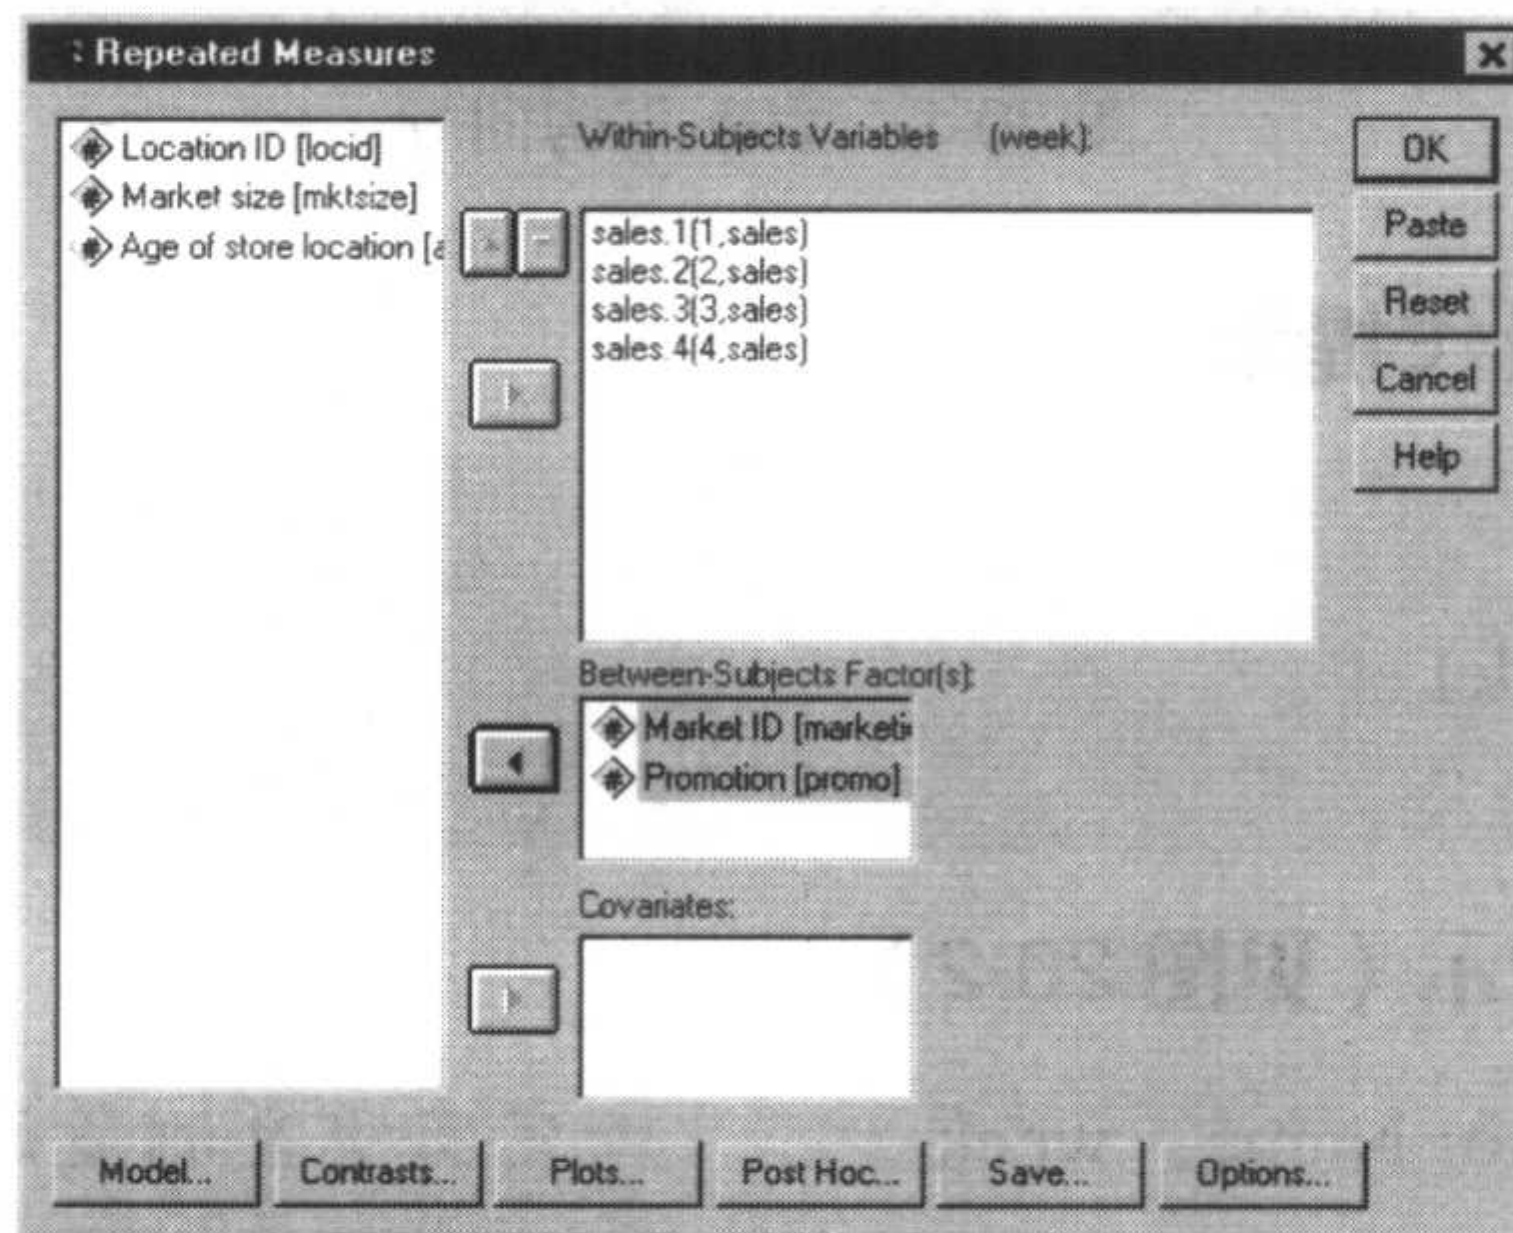 : Repeated Measures
Location ID [locid]
Market size [mktsize]
Age of store location [a
Within-Subjects Variables (week):
sales.1(1,sales)
sales.2(2,sales)
sales.3(3,sales)
sales.4(4,sales)
Between-Subjects Factor(s):
Market ID [marketi
Promotion [promo]
Covariates:
OK
Paste
Reset
Cancel
Help
Model...
Contrasts...
Plots...
Post Hoc...
Save...
Options...